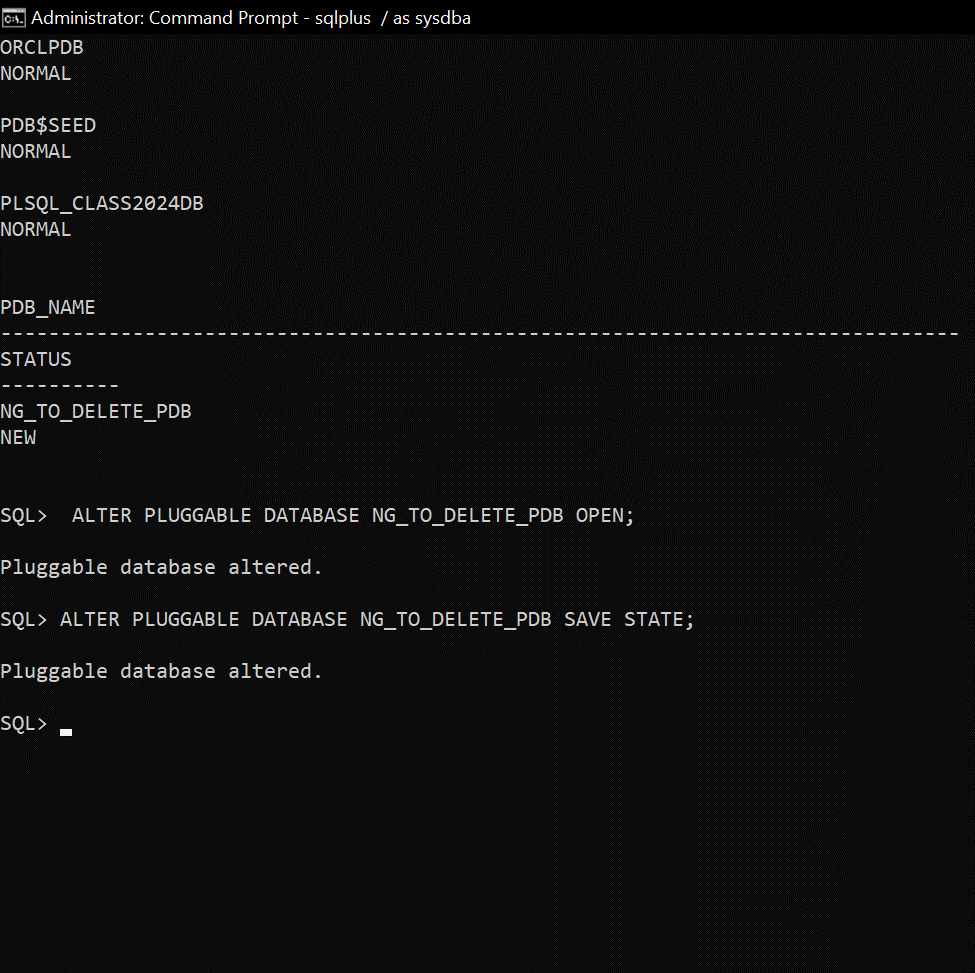 Administrator: Command Prompt - sqlplus  / as sysdba
ORCLPDB
NORMAL
PDB$SEED
NORMAL
PLSQL_CLASS2024DB
NORMAL
PDB_NAME
--------------------------------------------------------------------------------
STATUS
----------
NG_TO_DELETE_PDB
NEW
SQL>  ALTER PLUGGABLE DATABASE NG_TO_DELETE_PDB OPEN;
Pluggable database altered.
SQL> ALTER PLUGGABLE DATABASE NG_TO_DELETE_PDB SAVE STATE;
Pluggable database altered.
SQL>